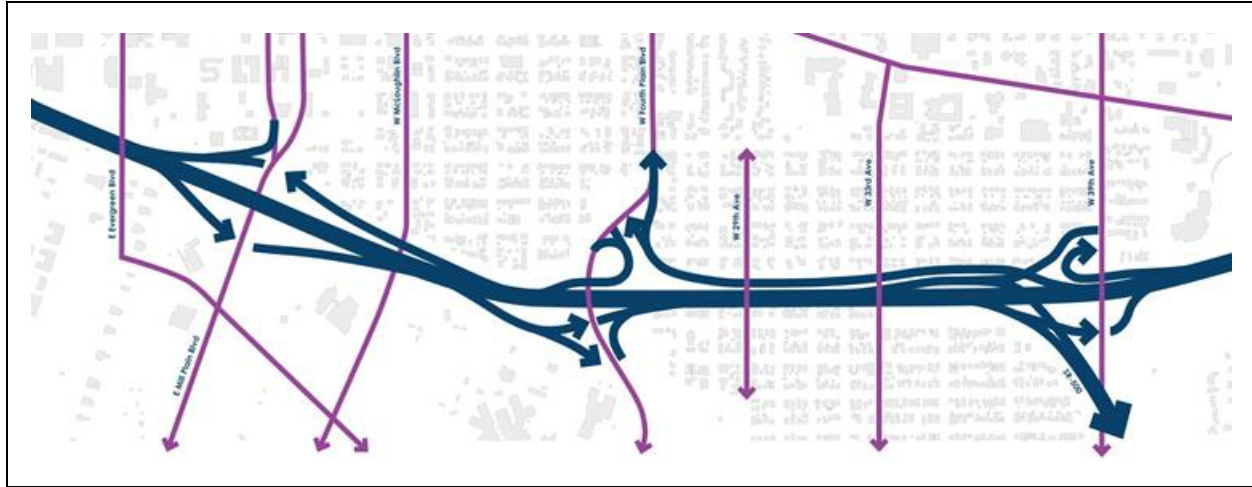 E Evergreen Blvd
E Mill Plain Blvd
W McLoughlin Blvd
W Fourth Plain Blvd
W 29th Ave
W 33rd Ave
W 39th Ave
SR-500